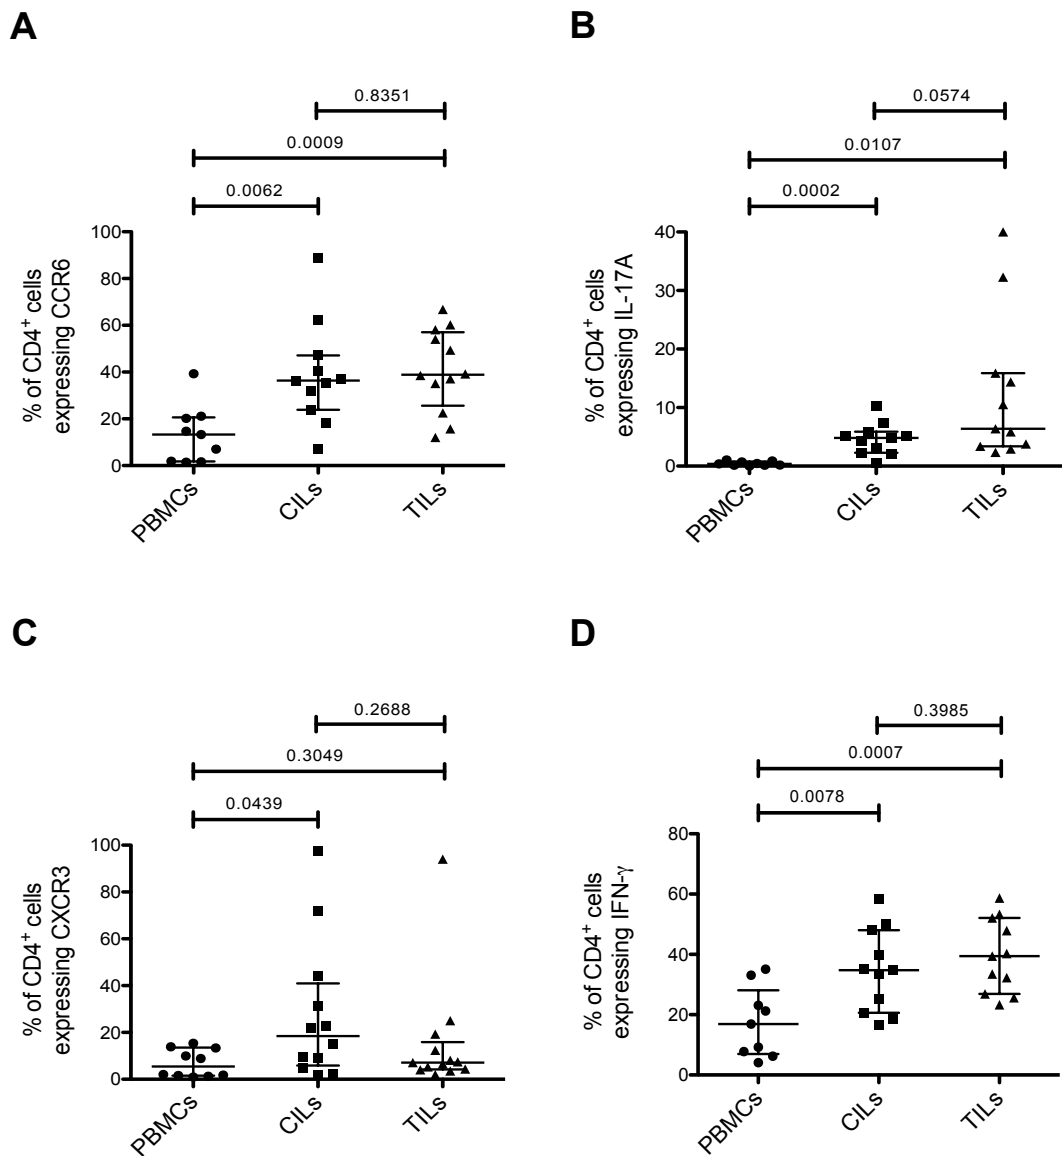 A
0.8351
0.0009
0.0062
% of CD4⁺ cells
expressing CCR6
100
80
60
40
20
0
PBMCs
CILs
TILs
B
0.0574
0.0107
0.0002
% of CD4⁺ cells
expressing IL-17A
40
30
20
10
0
PBMCs
CILs
TILs
C
0.2688
0.3049
0.0439
% of CD4⁺ cells
expressing CXCR3
100
80
60
40
20
0
PBMCs
CILs
TILs
D
0.3985
0.0007
0.0078
% of CD4⁺ cells
expressing IFN-γ
80
60
40
20
0
PBMCs
CILs
TILs